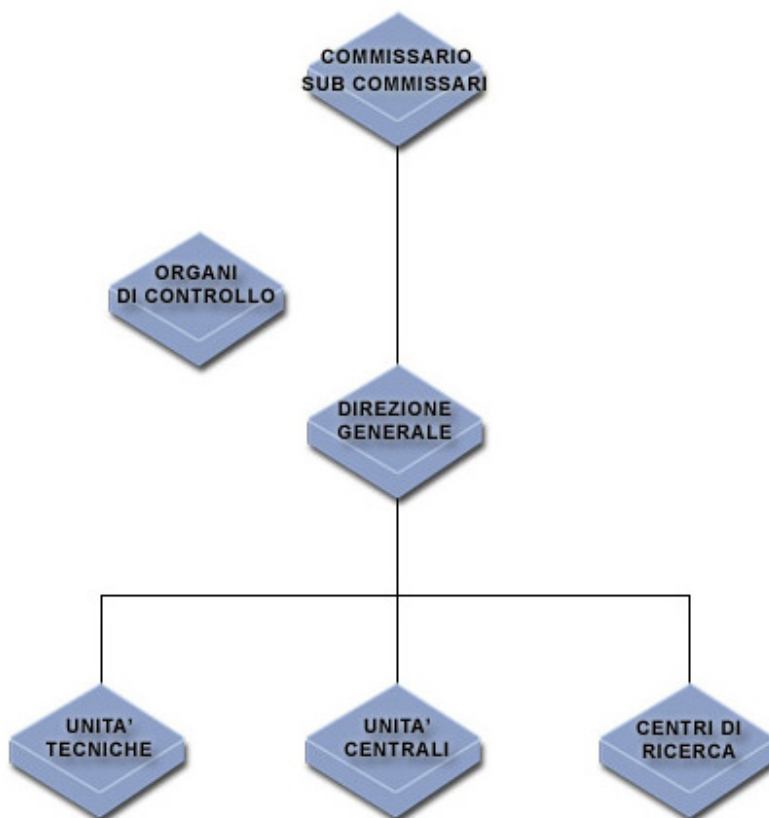 COMMISSARIO
SUB COMMISSARI
ORGANI
DI CONTROLLO
DIREZIONE
GENERALE
UNITA’
TECNICHE
UNITA’
CENTRALI
CENTRI DI
RICERCA